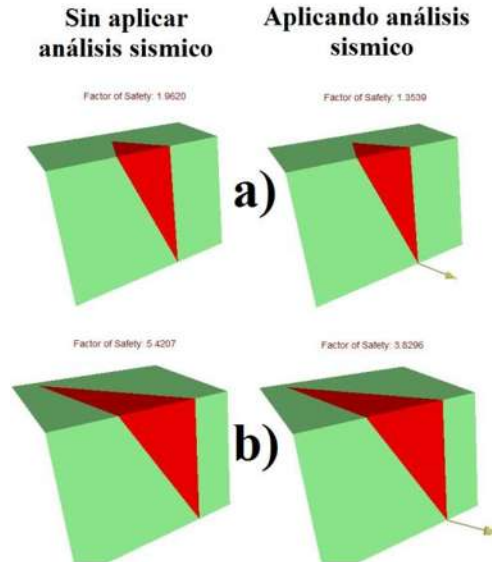 Sin aplicar
análisis sismico
Aplicando análisis
sismico
Factor of Safety: 1.9620
Factor of Safety: 1.3539
a)
Factor of Safety: 5.4207
Factor of Safety: 3.8296
b)